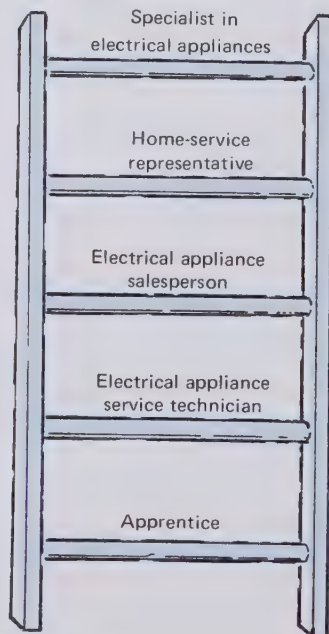 Specialist in
electrical appliances
Home-service
representative
Electrical appliance
salesperson
Electrical appliance
service technician
Apprentice